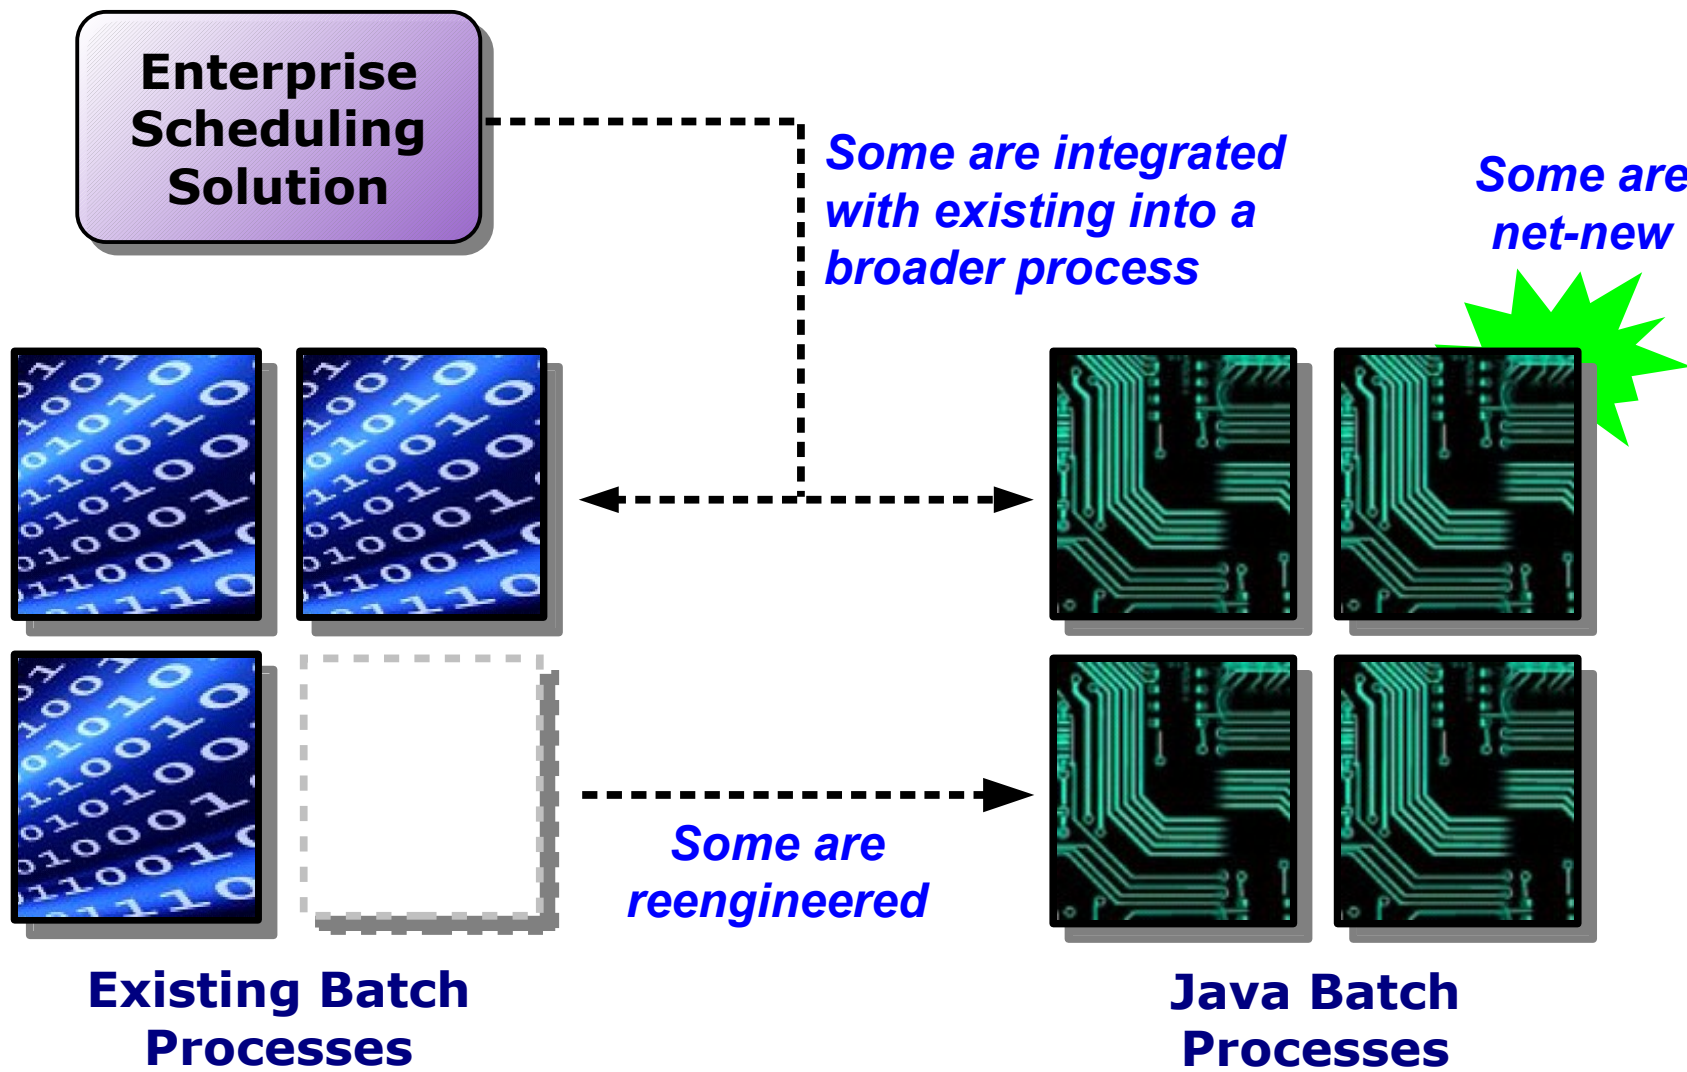 Enterprise
Scheduling
Solution
Some are integrated
with existing into a
broader process
Some are
net-new
Some are
reengineered
Existing Batch
Processes
Java Batch
Processes